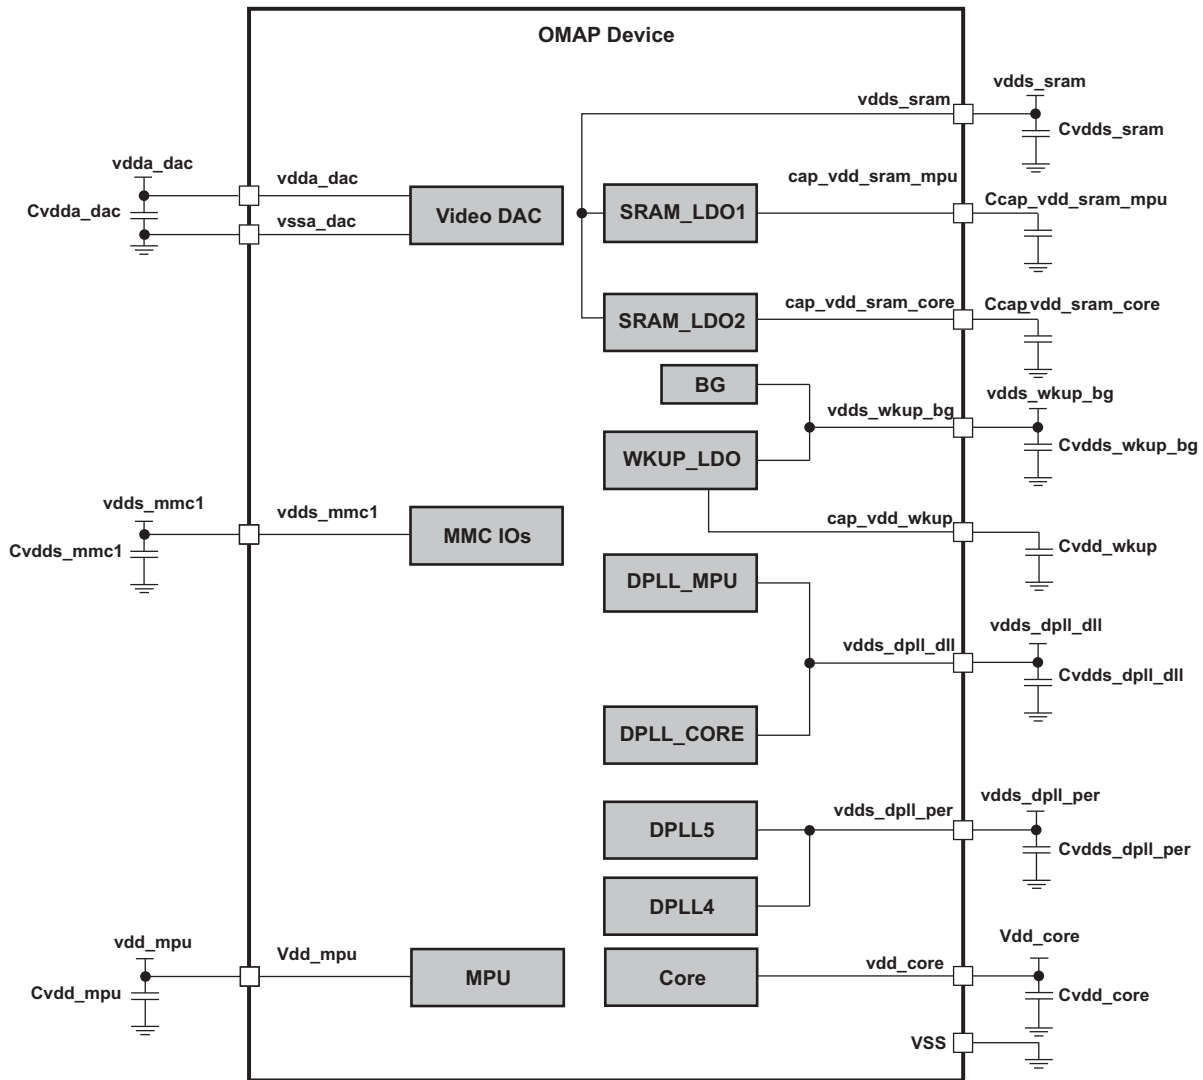 OMAP Device
vdds_sram
vdds_sram
Cvdds_sram
vdda_dac
vdda_dac
cap_vdd_sram_mpu
Cvdda_dac
Video DAC
SRAM_LDO1
Ccap_vdd_sram_mpu
vssa_dac
SRAM_LDO2
cap_vdd_sram_core
Ccap_vdd_sram_core
BG
vdds_wkup_bg
vdds_wkup_bg
Cvdds_wkup_bg
WKUP_LDO
vdds_mmc1
vdds_mmc1
cap_vdd_wkup
Cvdds_mmc1
MMC IOs
Cvdd_wkup
DPLL_MPU
vdds_dpll_dll
vdds_dpll_dll
Cvdds_dpll_dll
DPLL_CORE
vdds_dpll_per
vdds_dpll_per
DPLL5
Cvdds_dpll_per
DPLL4
vdd_mpu
Vdd_mpu
Vdd_core
vdd_core
Cvdd_mpu
MPU
Core
Cvdd_core
VSS